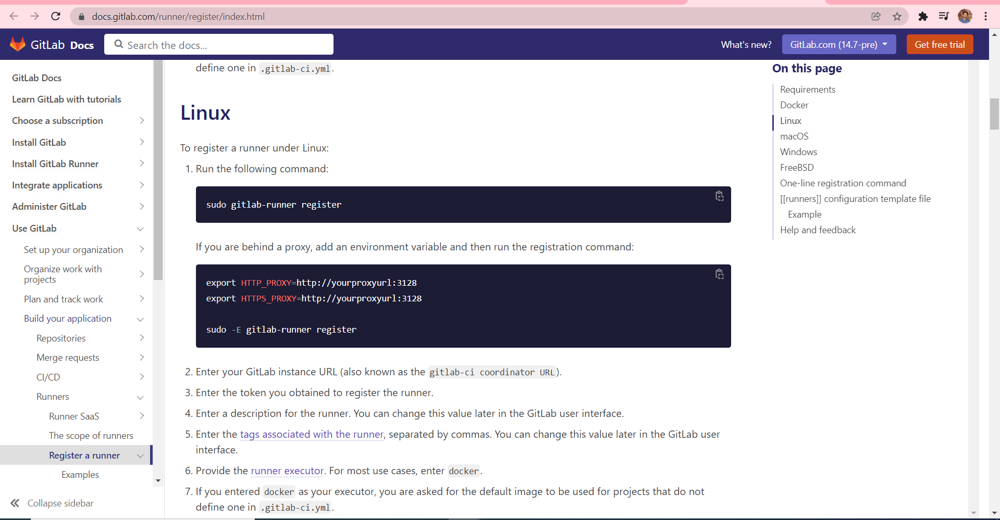 docs.gitlab.com/runner/register/index.html
GitLab Docs
Search the docs...
What's new?
GitLab.com (14.7-pre)
Get free trial
GitLab Docs
Learn GitLab with tutorials
Choose a subscription
Install GitLab
Install GitLab Runner
Integrate applications
Administer GitLab
Use GitLab
Set up your organization
Organize work with
projects
Plan and track work
Build your application
Repositories
Merge requests
CI/CD
Runners
Runner SaaS
The scope of runners
Register a runner
Examples
Collapse sidebar
define one in .gitlab-ci.yml.
Linux
To register a runner under Linux:
1. Run the following command:
sudo gitlab-runner register
If you are behind a proxy, add an environment variable and then run the registration command:
export HTTP_PROXY=http://yourproxyurl:3128
export HTTPS_PROXY=http://yourproxyurl:3128
sudo -E gitlab-runner register
2. Enter your GitLab instance URL (also known as the gitlab-ci coordinator URL).
3. Enter the token you obtained to register the runner.
4. Enter a description for the runner. You can change this value later in the GitLab user interface.
5. Enter the tags associated with the runner, separated by commas. You can change this value later in the GitLab user
interface.
6. Provide the runner executor. For most use cases, enter docker.
7. If you entered docker as your executor, you are asked for the default image to be used for projects that do not
define one in .gitlab-ci.yml.
On this page
Requirements
Docker
Linux
macOS
Windows
FreeBSD
One-line registration command
[[runners]] configuration template file
Example
Help and feedback